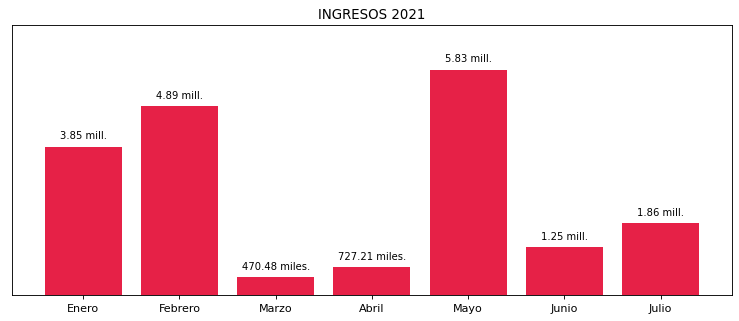 INGRESOS 2021
5.83 mill.
4.89 mill.
3.85 mill.
1.86 mill.
1.25 mill.
727.21 miles.
470.48 miles.
Enero Febrero Marzo Abril Mayo Junio Julio